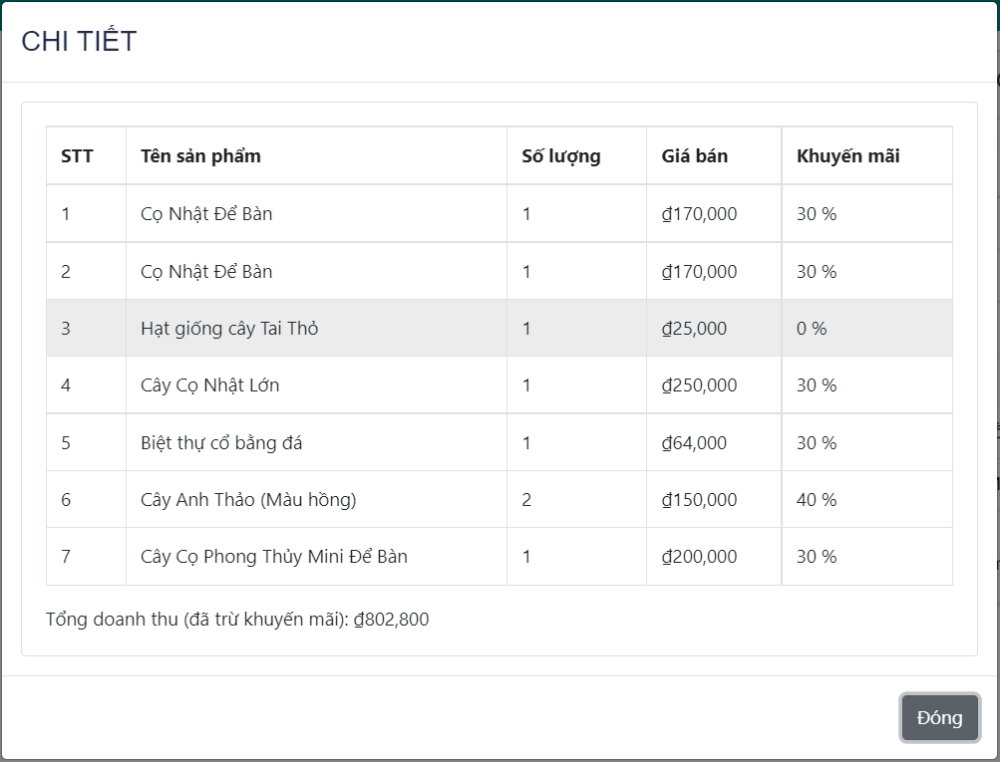 CHI TIẾT
STT Tên sản phẩm Số lượng Giá bán Khuyến mãi
1 Cọ Nhật Để Bàn 1 ₫170,000 30 %
2 Cọ Nhật Để Bàn 1 ₫170,000 30 %
3 Hạt giống cây Tai Thỏ 1 ₫25,000 0 %
4 Cây Cọ Nhật Lớn 1 ₫250,000 30 %
5 Biệt thự cổ bằng đá 1 ₫64,000 30 %
6 Cây Anh Thảo (Màu hồng) 2 ₫150,000 40 %
7 Cây Cọ Phong Thủy Mini Để Bàn 1 ₫200,000 30 %
Tổng doanh thu (đã trừ khuyến mãi): ₫802,800
Đóng